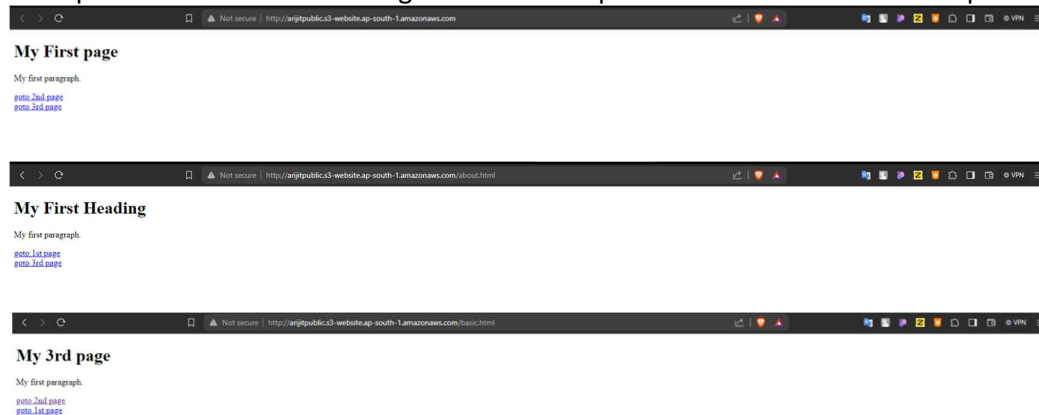 Not secure | http://arijitpublic.s3-website.ap-south-1.amazonaws.com
VPN
My First page
My first paragraph.
goto 2nd page
goto 3rd page
Not secure | http://arijitpublic.s3-website.ap-south-1.amazonaws.com/about.html
VPN
My First Heading
My first paragraph.
goto 1st page
goto 3rd page
Not secure | http://arijitpublic.s3-website.ap-south-1.amazonaws.com/basic.html
VPN
My 3rd page
My first paragraph.
goto 2nd page
goto 1st page